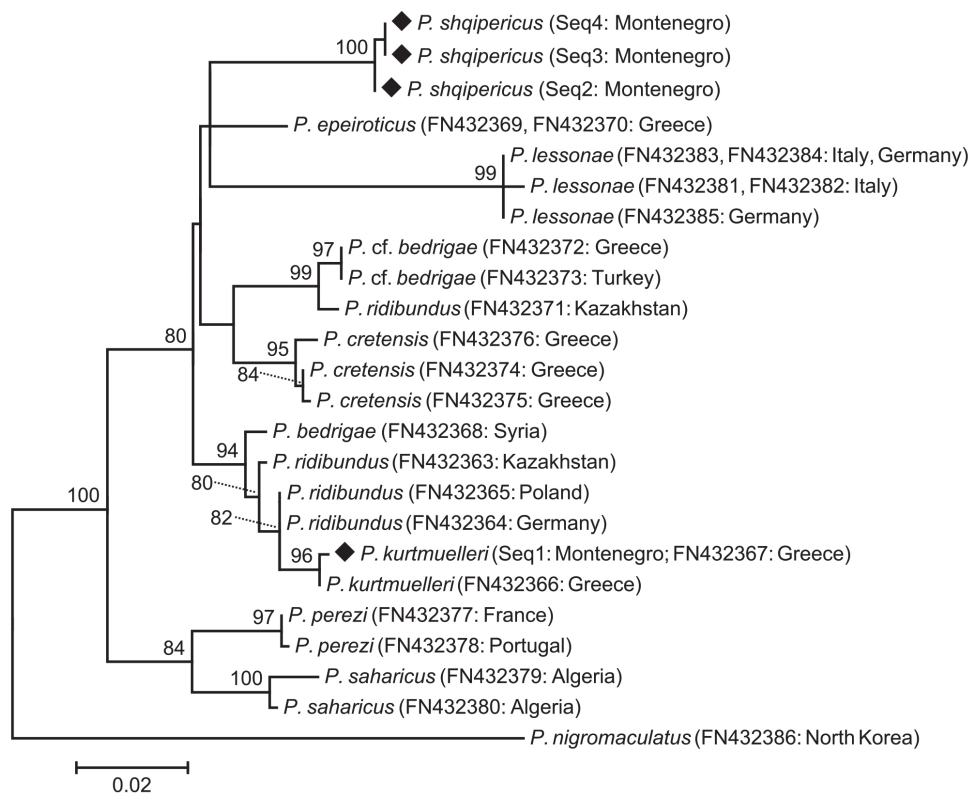 P. shqipericus (Seq4: Montenegro)
100
P. shqipericus (Seq3: Montenegro)
P. shqipericus (Seq2: Montenegro)
P. epeiroticus (FN432369, FN432370: Greece)
P. lessonae (FN432383, FN432384: Italy, Germany)
99
P. lessonae (FN432381, FN432382: Italy)
P. lessonae (FN432385: Germany)
97
P. cf. bedrigae (FN432372: Greece)
99
P. cf. bedrigae (FN432373: Turkey)
P. ridibundus (FN432371: Kazakhstan)
80
95
P. cretensis (FN432376: Greece)
84
P. cretensis (FN432374: Greece)
P. cretensis (FN432375: Greece)
P. bedrigae (FN432368: Syria)
94
P. ridibundus (FN432363: Kazakhstan)
80
P. ridibundus (FN432365: Poland)
100
82
P. ridibundus (FN432364: Germany)
96
P. kurtmuelleri (Seq1: Montenegro; FN432367: Greece)
P. kurtmuelleri (FN432366: Greece)
97
P. perezi (FN432377: France)
84
P. perezi (FN432378: Portugal)
100
P. saharicus (FN432379: Algeria)
P. saharicus (FN432380: Algeria)
P. nigromaculatus (FN432386: North Korea)
0.02